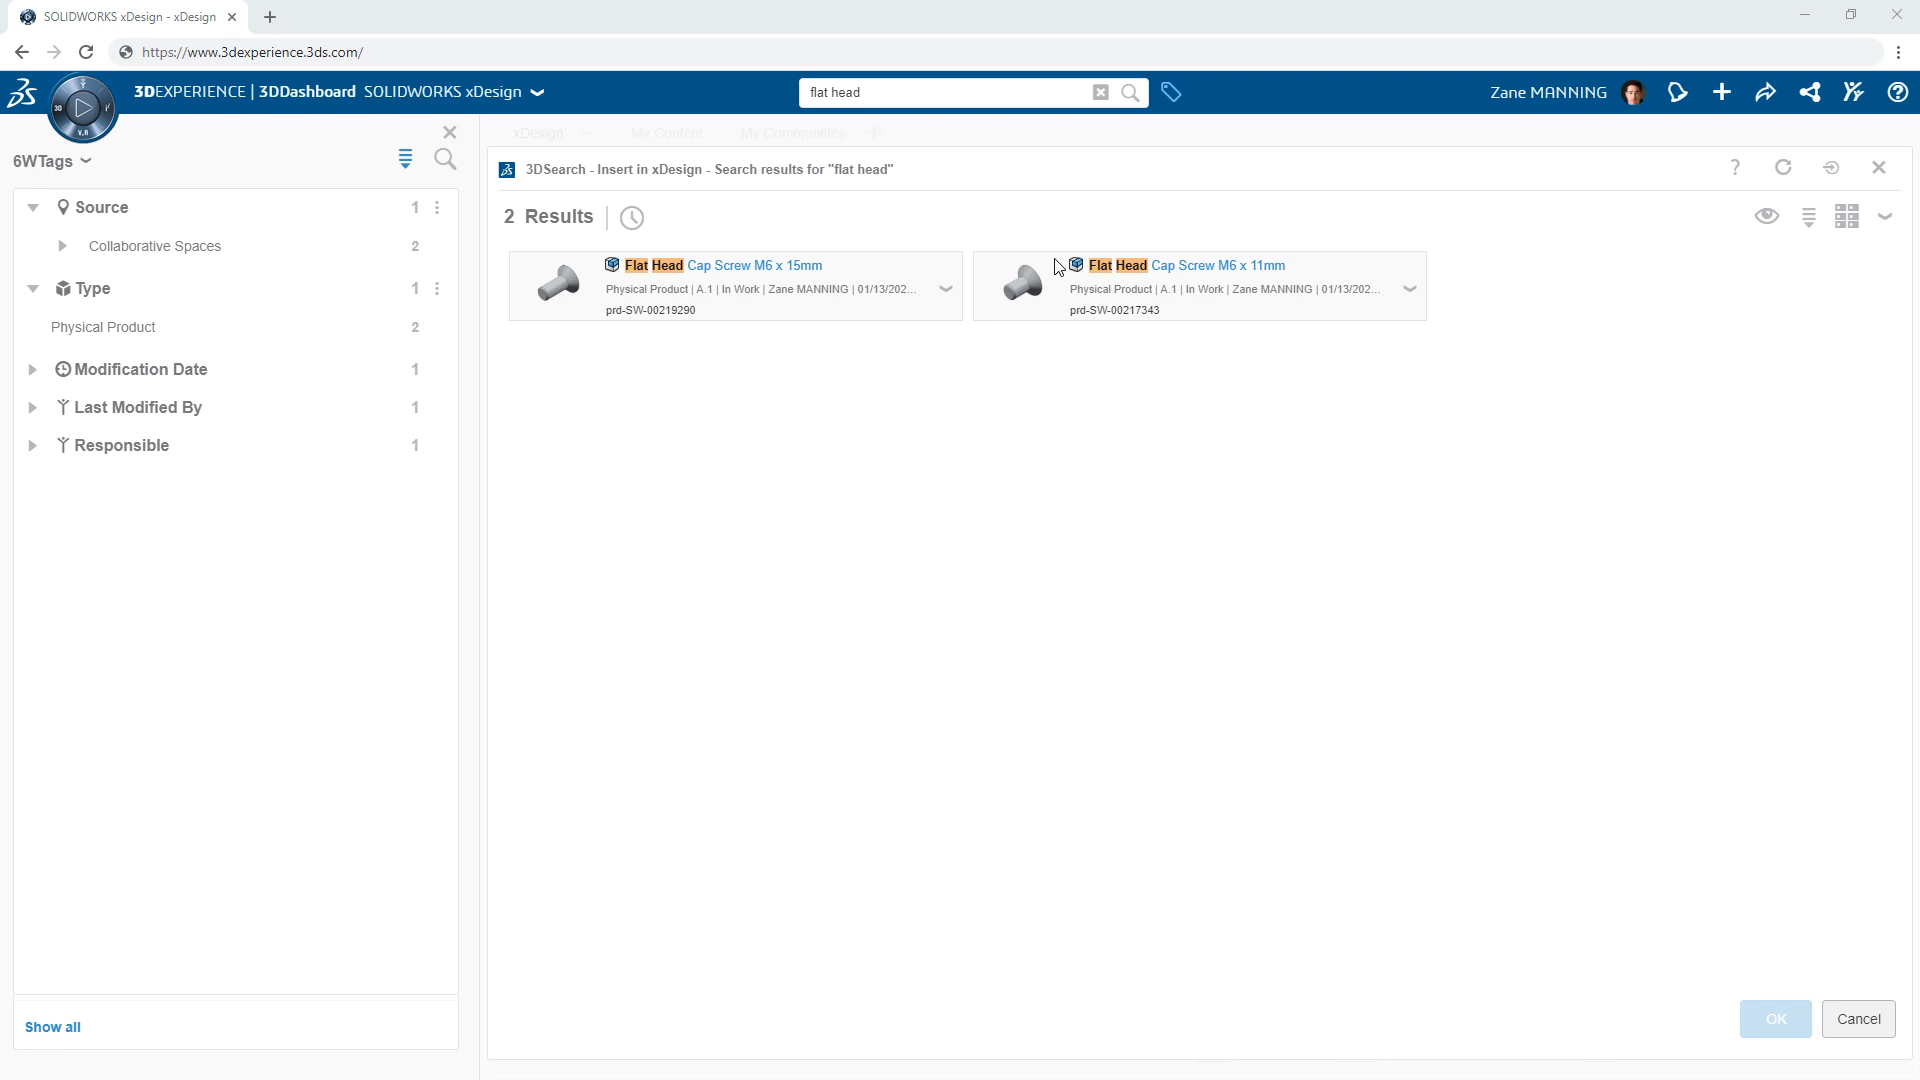 SOLIDWORKS xDesign - xDesign
https://www.3dexperience.3ds.com/
3DEXPERIENCE | 3DDashboard SOLIDWORKS xDesign
flat head
Zane MANNING
3D
i²
V.R
xDesign My Content My Communities
6WTags
3DSearch - Insert in xDesign - Search results for "flat head"
Source 1
Collaborative Spaces 2
Type 1
Physical Product 2
Modification Date 1
Last Modified By 1
Responsible 1
Show all
2 Results
Flat Head Cap Screw M6 x 15mm
Physical Product | A.1 | In Work | Zane MANNING | 01/13/202...
prd-SW-00219290
Flat Head Cap Screw M6 x 11mm
Physical Product | A.1 | In Work | Zane MANNING | 01/13/202...
prd-SW-00217343
OK
Cancel